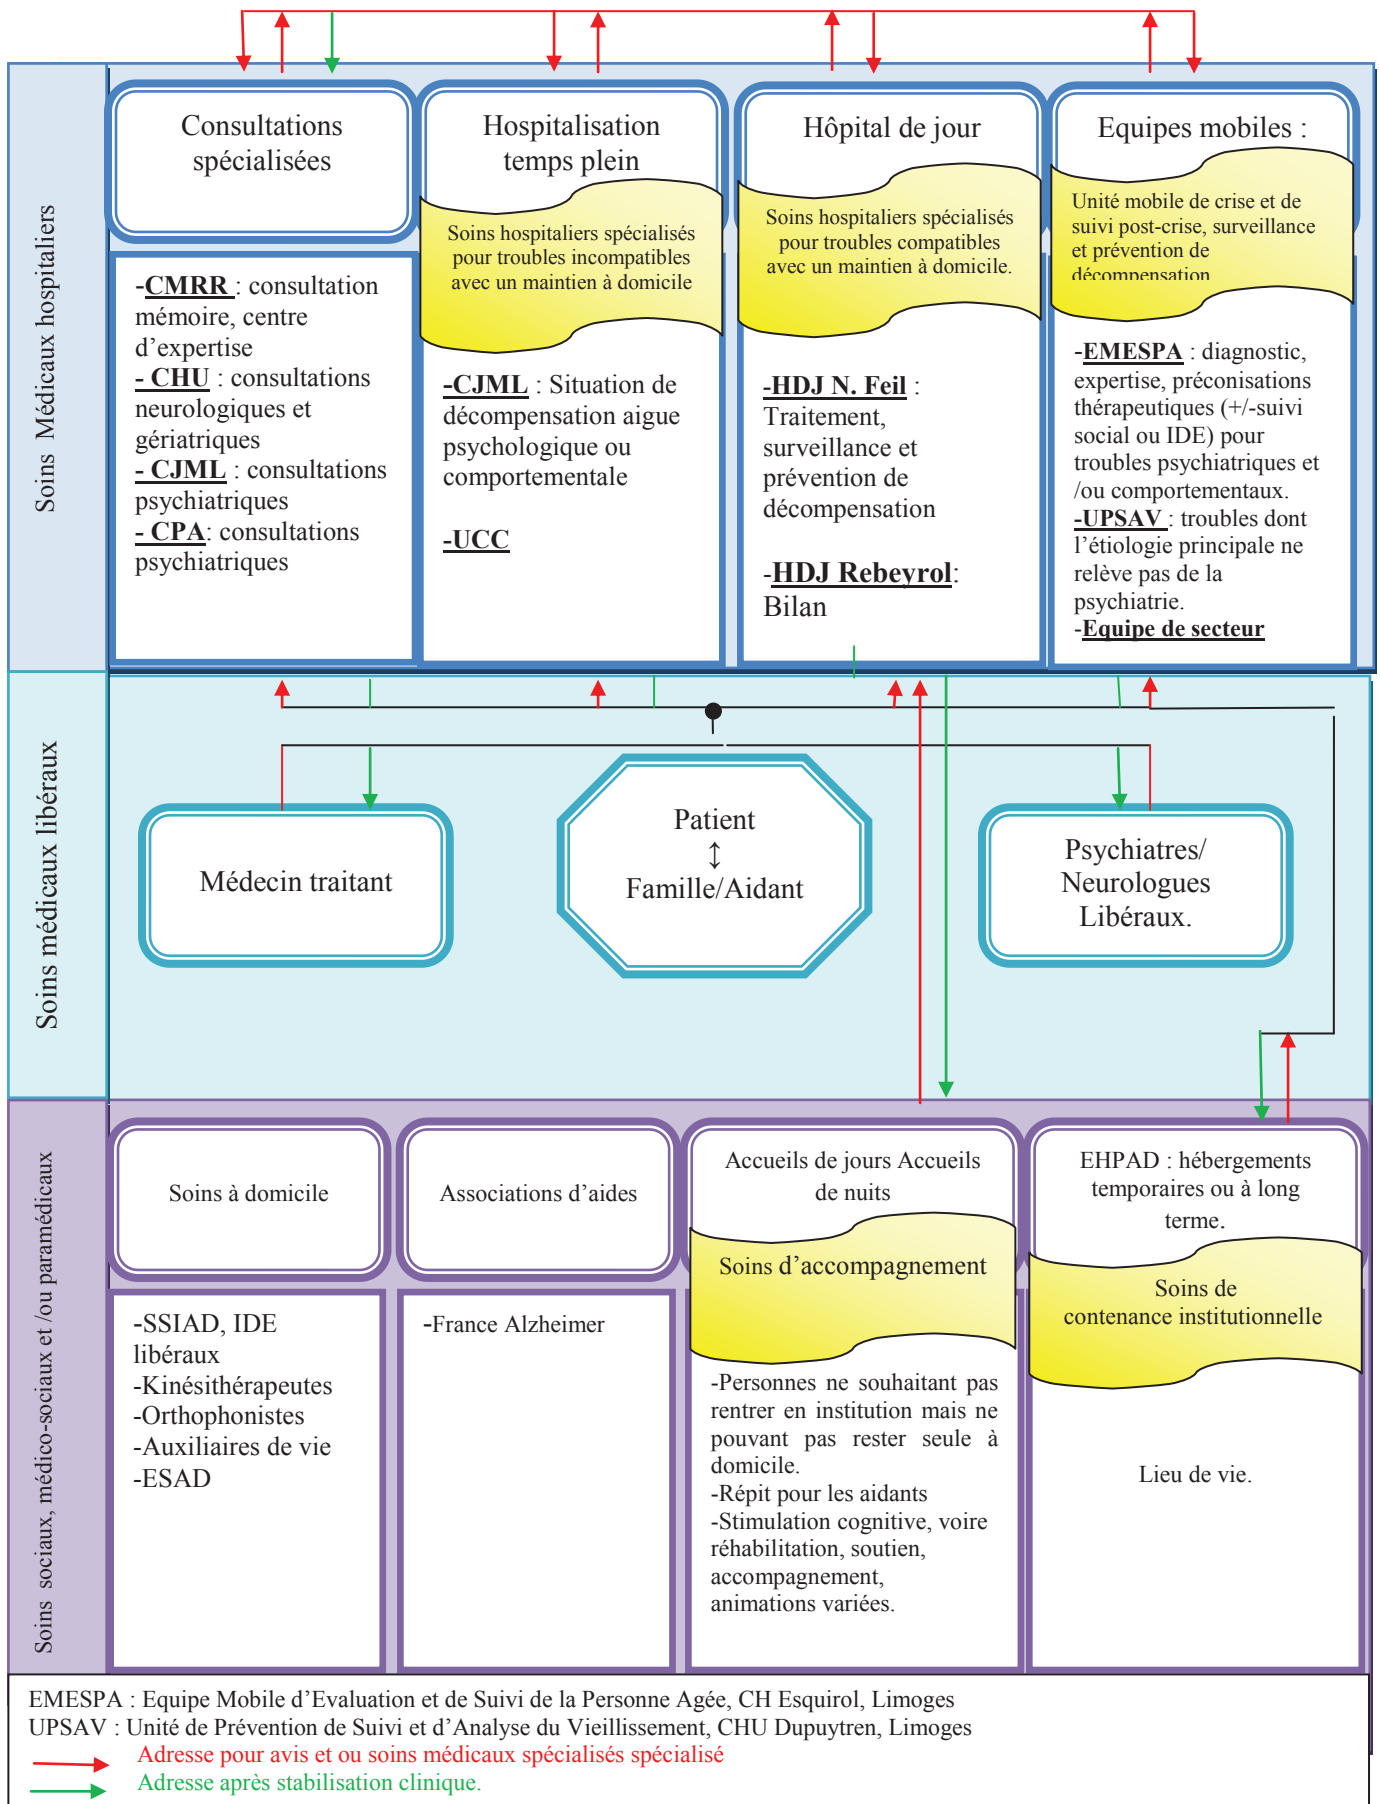 Soins Médicaux hospitaliers
Consultations
spécialisées
-CMRR : consultation
mémoire, centre
d’expertise
- CHU : consultations
neurologiques et
gériatriques
- CJML : consultations
psychiatriques
- CPA: consultations
psychiatriques
Hospitalisation
temps plein
Soins hospitaliers spécialisés
pour troubles incompatibles
avec un maintien à domicile
-CJML : Situation de
décompensation aigue
psychologique ou
comportementale
-UCC
Hôpital de jour
Soins hospitaliers spécialisés
pour troubles compatibles
avec un maintien à domicile.
-HDJ N. Feil :
Traitement,
surveillance et
prévention de
décompensation
-HDJ Rebeyrol:
Bilan
Equipes mobiles :
Unité mobile de crise et de
suivi post-crise, surveillance
et prévention de
décompensation
-EMESPA : diagnostic,
expertise, préconisations
thérapeutiques (+/-suivi
social ou IDE) pour
troubles psychiatriques et
/ou comportementaux.
-UPSAV : troubles dont
l’étiologie principale ne
relève pas de la
psychiatrie.
-Equipe de secteur
Soins médicaux libéraux
Médecin traitant
Patient
↕
Famille/Aidant
Psychiatres/
Neurologues
Libéraux.
Soins sociaux, médico-sociaux et /ou paramédicaux
Soins à domicile
-SSIAD, IDE
libéraux
-Kinésithérapeutes
-Orthophonistes
-Auxiliaires de vie
-ESAD
Associations d’aides
-France Alzheimer
Accueils de jours Accueils
de nuits
Soins d’accompagnement
-Personnes ne souhaitant pas
rentrer en institution mais ne
pouvant pas rester seule à
domicile.
-Répit pour les aidants
-Stimulation cognitive, voire
réhabilitation, soutien,
accompagnement,
animations variées.
EHPAD : hébergements
temporaires ou à long
terme.
Soins de
contenance institutionnelle
Lieu de vie.
EMESPA : Equipe Mobile d’Evaluation et de Suivi de la Personne Agée, CH Esquirol, Limoges
UPSAV : Unité de Prévention de Suivi et d’Analyse du Vieillissement, CHU Dupuytren, Limoges
Adresse pour avis et ou soins médicaux spécialisés spécialisé
Adresse après stabilisation clinique.